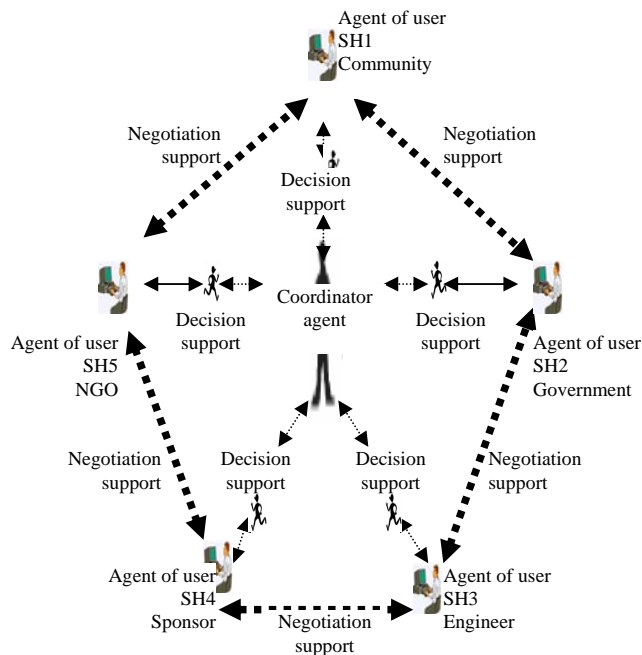 Agent of user
SH1
Community
Negotiation
support
Negotiation
support
Decision
support
Coordinator
agent
Decision
support
Decision
support
Agent of user
SH5
NGO
Agent of user
SH2
Government
Negotiation
support
Decision
support
Decision
support
Negotiation
support
Agent of user
SH4
Sponsor
Agent of user
SH3
Engineer
Negotiation
support